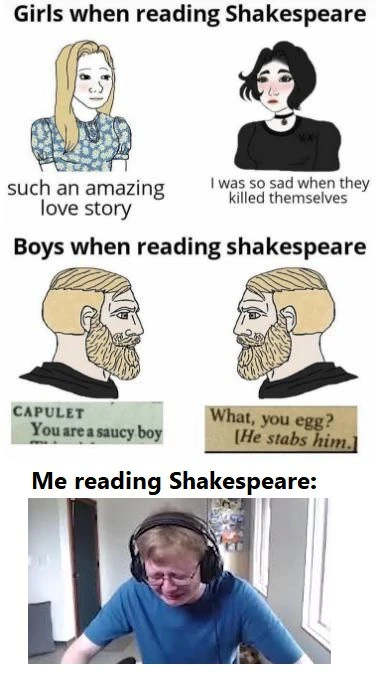 Girls when reading Shakespeare
such an amazing
love story
I was so sad when they
killed themselves
Boys when reading shakespeare
CAPULET
You are a saucy boy
What, you egg?
[He stabs him.]
Me reading Shakespeare: